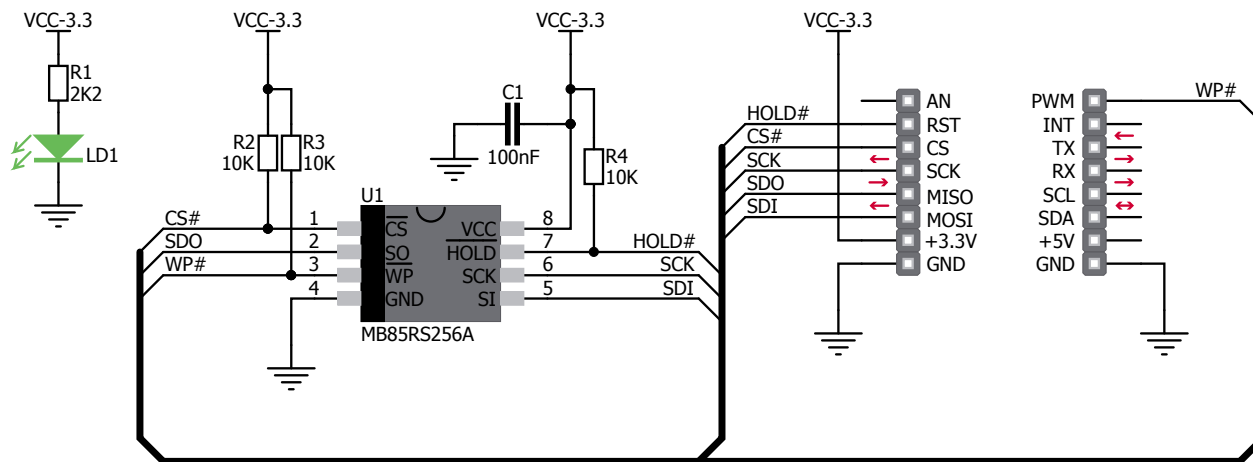 VCC-3.3
R1
2K2
LD1
VCC-3.3
R2
10K
R3
10K
VCC-3.3
C1
100nF
R4
10K
U1
CS# 1 CS
SDO 2 SO
WP# 3 WP
4 GND
VCC 8
HOLD 7 HOLD#
SCK 6 SCK
SI 5 SDI
MB85RS256A
VCC-3.3
AN
HOLD# RST
CS# CS
SCK SCK
SDO MISO
SDI MOSI
+3.3V
GND
PWM WP#
INT
TX
RX
SCL
SDA
+5V
GND